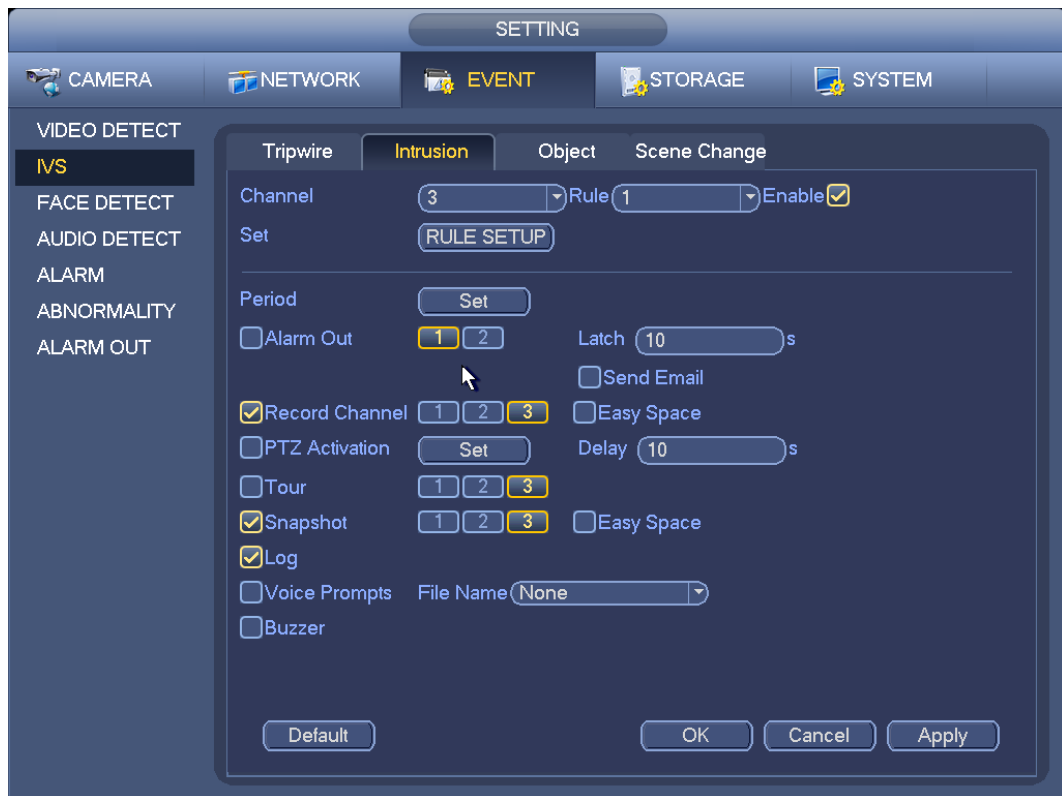 SETTING
CAMERA NETWORK EVENT STORAGE SYSTEM
VIDEO DETECT
IVS
FACE DETECT
AUDIO DETECT
ALARM
ABNORMALITY
ALARM OUT
Tripwire Intrusion Object Scene Change
Channel 3 Rule 1 Enable
Set RULE SETUP
Period Set
Alarm Out 1 2 Latch 10 s
Send Email
Record Channel 1 2 3 Easy Space
PTZ Activation Set Delay 10 s
Tour 1 2 3
Snapshot 1 2 3 Easy Space
Log
Voice Prompts File Name None
Buzzer
Default OK Cancel Apply